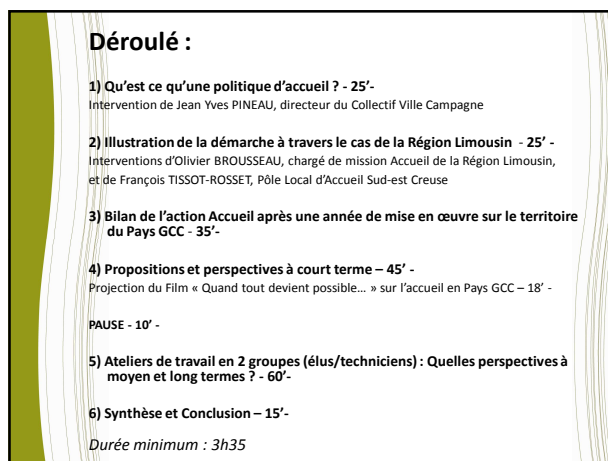 Déroulé :
1) Qu’est ce qu’une politique d’accueil ? - 25’-
Intervention de Jean Yves PINEAU, directeur du Collectif Ville Campagne
2) Illustration de la démarche à travers le cas de la Région Limousin - 25’ -
Interventions d’Olivier BROUSSEAU, chargé de mission Accueil de la Région Limousin,
et de François TISSOT-ROSSET, Pôle Local d’Accueil Sud-est Creuse
3) Bilan de l’action Accueil après une année de mise en œuvre sur le territoire
du Pays GCC - 35’-
4) Propositions et perspectives à court terme – 45’ -
Projection du Film « Quand tout devient possible… » sur l’accueil en Pays GCC – 18’ -
PAUSE - 10’ -
5) Ateliers de travail en 2 groupes (élus/techniciens) : Quelles perspectives à
moyen et long termes ? - 60’-
6) Synthèse et Conclusion – 15’-
Durée minimum : 3h35